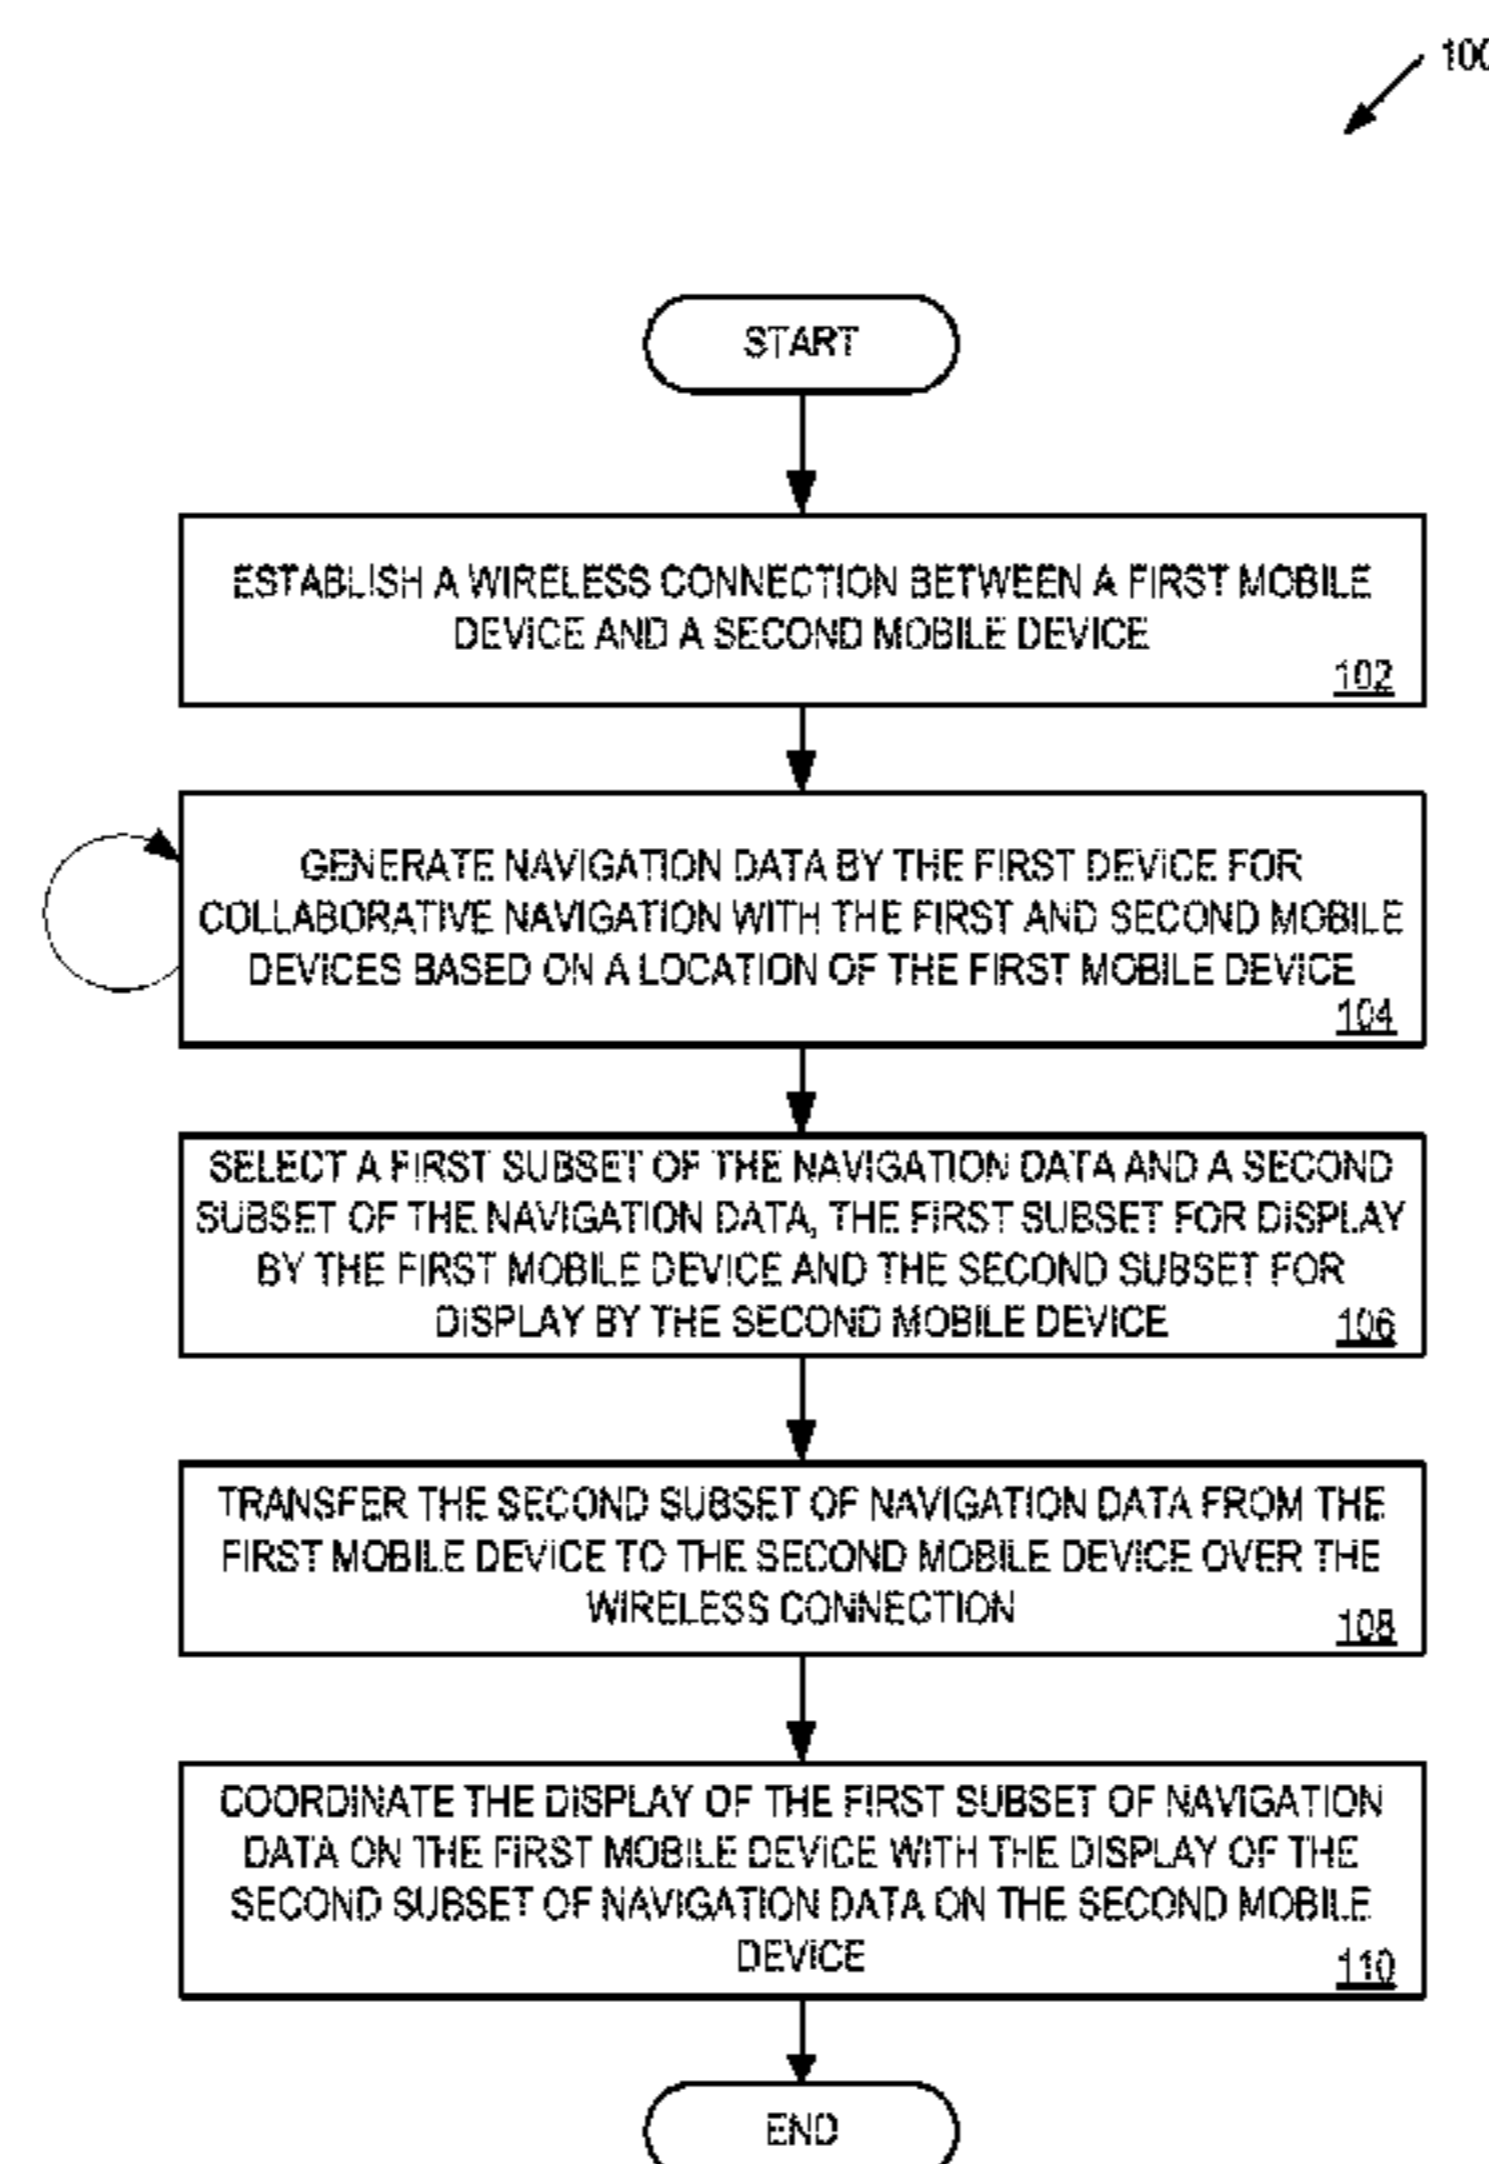 100
START
ESTABLISH A WIRELESS CONNECTION BETWEEN A FIRST MOBILE
DEVICE AND A SECOND MOBILE DEVICE
102
GENERATE NAVIGATION DATA BY THE FIRST DEVICE FOR
COLLABORATIVE NAVIGATION WITH THE FIRST AND SECOND MOBILE
DEVICES BASED ON A LOCATION OF THE FIRST MOBILE DEVICE
104
SELECT A FIRST SUBSET OF THE NAVIGATION DATA AND A SECOND
SUBSET OF THE NAVIGATION DATA, THE FIRST SUBSET FOR DISPLAY
BY THE FIRST MOBILE DEVICE AND THE SECOND SUBSET FOR
DISPLAY BY THE SECOND MOBILE DEVICE
106
TRANSFER THE SECOND SUBSET OF NAVIGATION DATA FROM THE
FIRST MOBILE DEVICE TO THE SECOND MOBILE DEVICE OVER THE
WIRELESS CONNECTION
108
COORDINATE THE DISPLAY OF THE FIRST SUBSET OF NAVIGATION
DATA ON THE FIRST MOBILE DEVICE WITH THE DISPLAY OF THE
SECOND SUBSET OF NAVIGATION DATA ON THE SECOND MOBILE
DEVICE
110
END